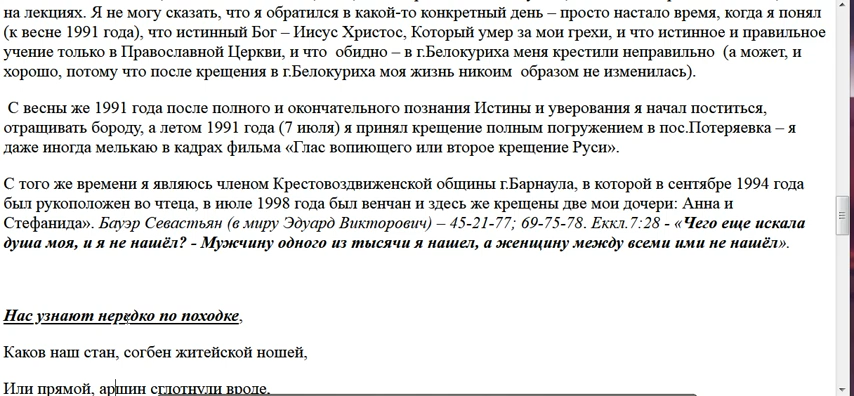 на лекциях. Я не могу сказать, что я обратился в какой-то конкретный день – просто настало время, когда я понял
(к весне 1991 года), что истинный Бог – Иисус Христос, Который умер за мои грехи, и что истинное и правильное
учение только в Православной Церкви, и что  обидно – в г.Белокуриха меня крестили неправильно  (а может, и
хорошо, потому что после крещения в г.Белокуриха моя жизнь никоим  образом не изменилась).
С весны же 1991 года после полного и окончательного познания Истины и уверования я начал поститься,
отращивать бороду, а летом 1991 года (7 июля) я принял крещение полным погружением в пос.Потеряевка – я
даже иногда мелькаю в кадрах фильма «Глас вопиющего или второе крещение Руси».
С того же времени я являюсь членом Крестовоздвиженской общины г.Барнаула, в которой в сентябре 1994 года
был рукоположен во чтеца, в июле 1998 года был венчан и здесь же крещены две мои дочери: Анна и
Стефанида». Бауэр Севастьян (в миру Эдуард Викторович) – 45-21-77; 69-75-78. Еккл.7:28 - «Чего еще искала
душа моя, и я не нашёл? - Мужчину одного из тысячи я нашел, а женщину между всеми ими не нашёл».
Нас узнают нередко по походке,
Каков наш стан, согбен житейской ношей,
Или прямой, аршин сглотнули вроде,